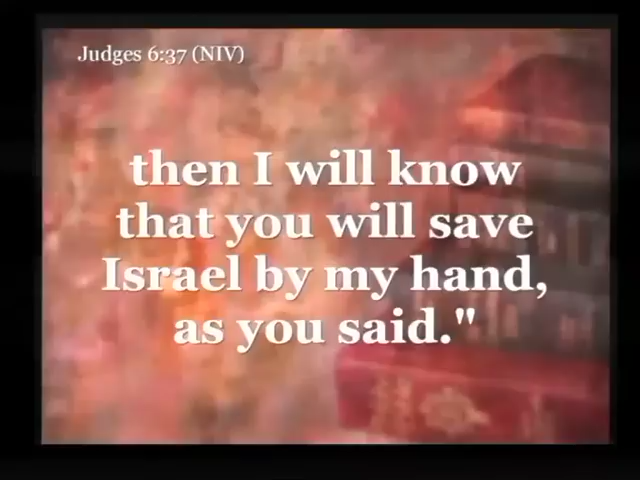 Judges 6:37 (NIV)
then I will know
that you will save
Israel by my hand,
as you said."